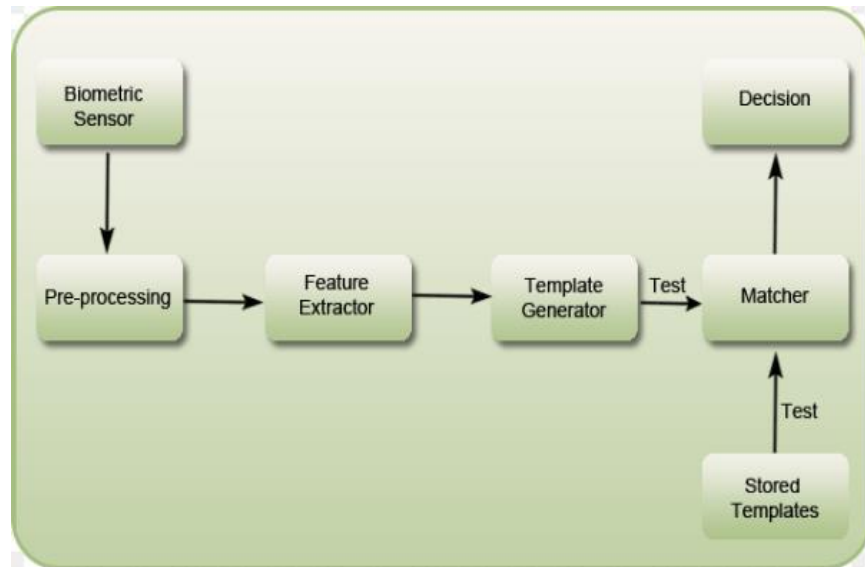 Biometric
Sensor
Decision
Pre-processing
Feature
Extractor
Template
Generator
Test
Matcher
Test
Stored
Templates